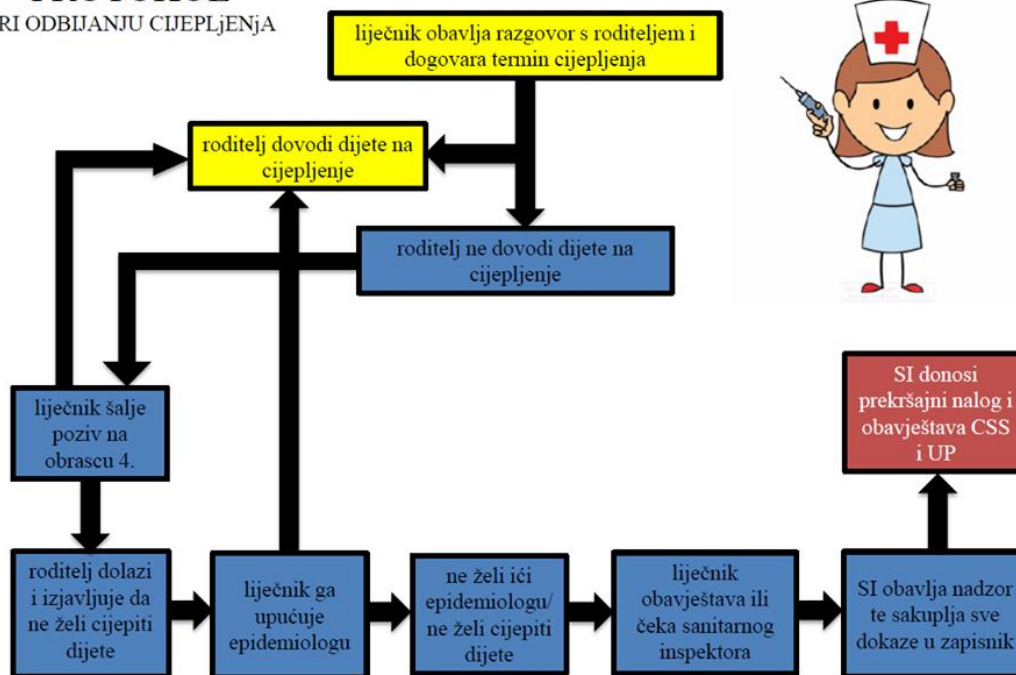 RI ODBIJANJU CIJEPLjENjA
liječnik obavlja razgovor s roditeljem i
dogovara termin cijepljenja
roditelj dovodi dijete na
cijepljenje
roditelj ne dovodi dijete na
cijepljenje
liječnik šalje
poziv na
obrascu 4.
SI donosi
prekršajni nalog i
obavještava CSS
i UP
roditelj dolazi
i izjavljuje da
ne želi cijepiti
dijete
liječnik ga
upućuje
epidemiologu
ne želi ići
epidemiologu/
ne želi cijepiti
dijete
liječnik
obavještava ili
čeka sanitarnog
inspektora
SI obavlja nadzor
te sakuplja sve
dokaze u zapisnik